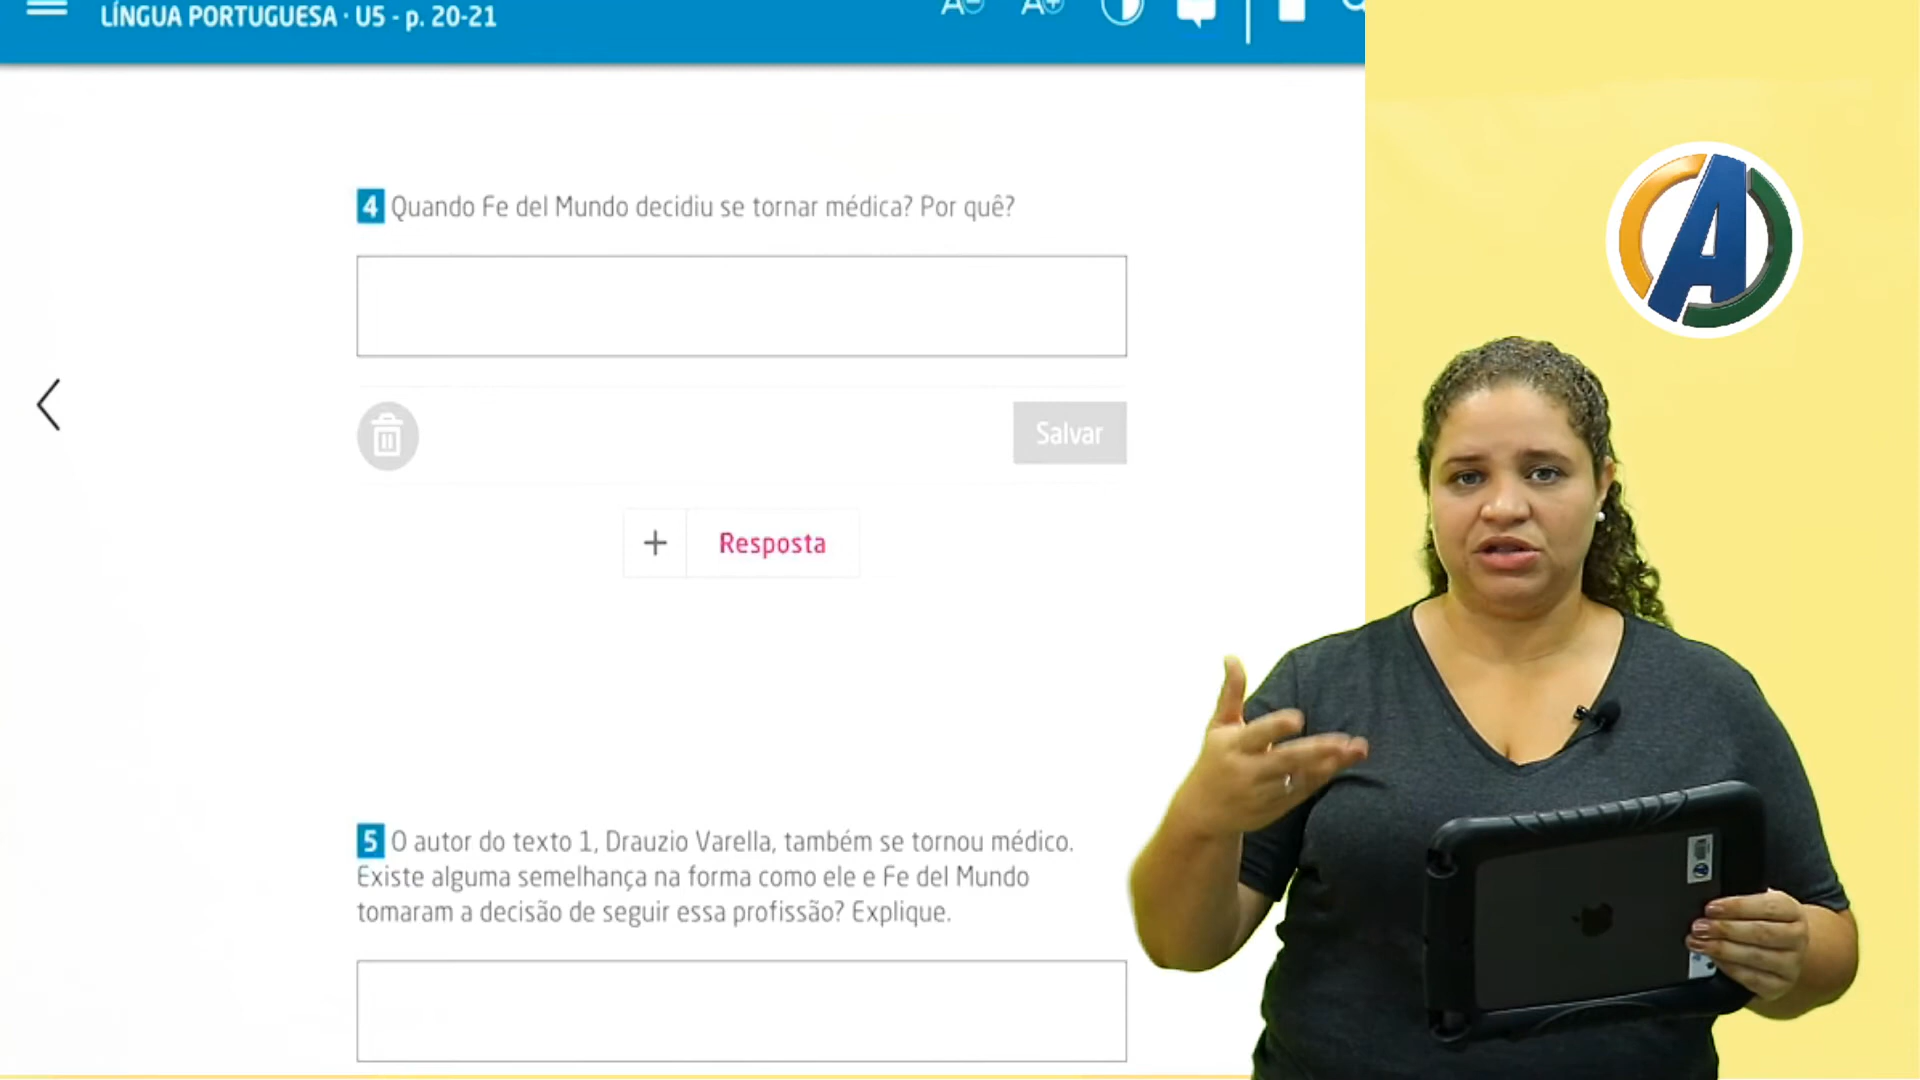 LÍNGUA PORTUGUESA · U5 - p. 20-21
A- A+
4 Quando Fe del Mundo decidiu se tornar médica? Por quê?
Salvar
+ Resposta
5 O autor do texto 1, Drauzio Varella, também se tornou médico.
Existe alguma semelhança na forma como ele e Fe del Mundo
tomaram a decisão de seguir essa profissão? Explique.
A